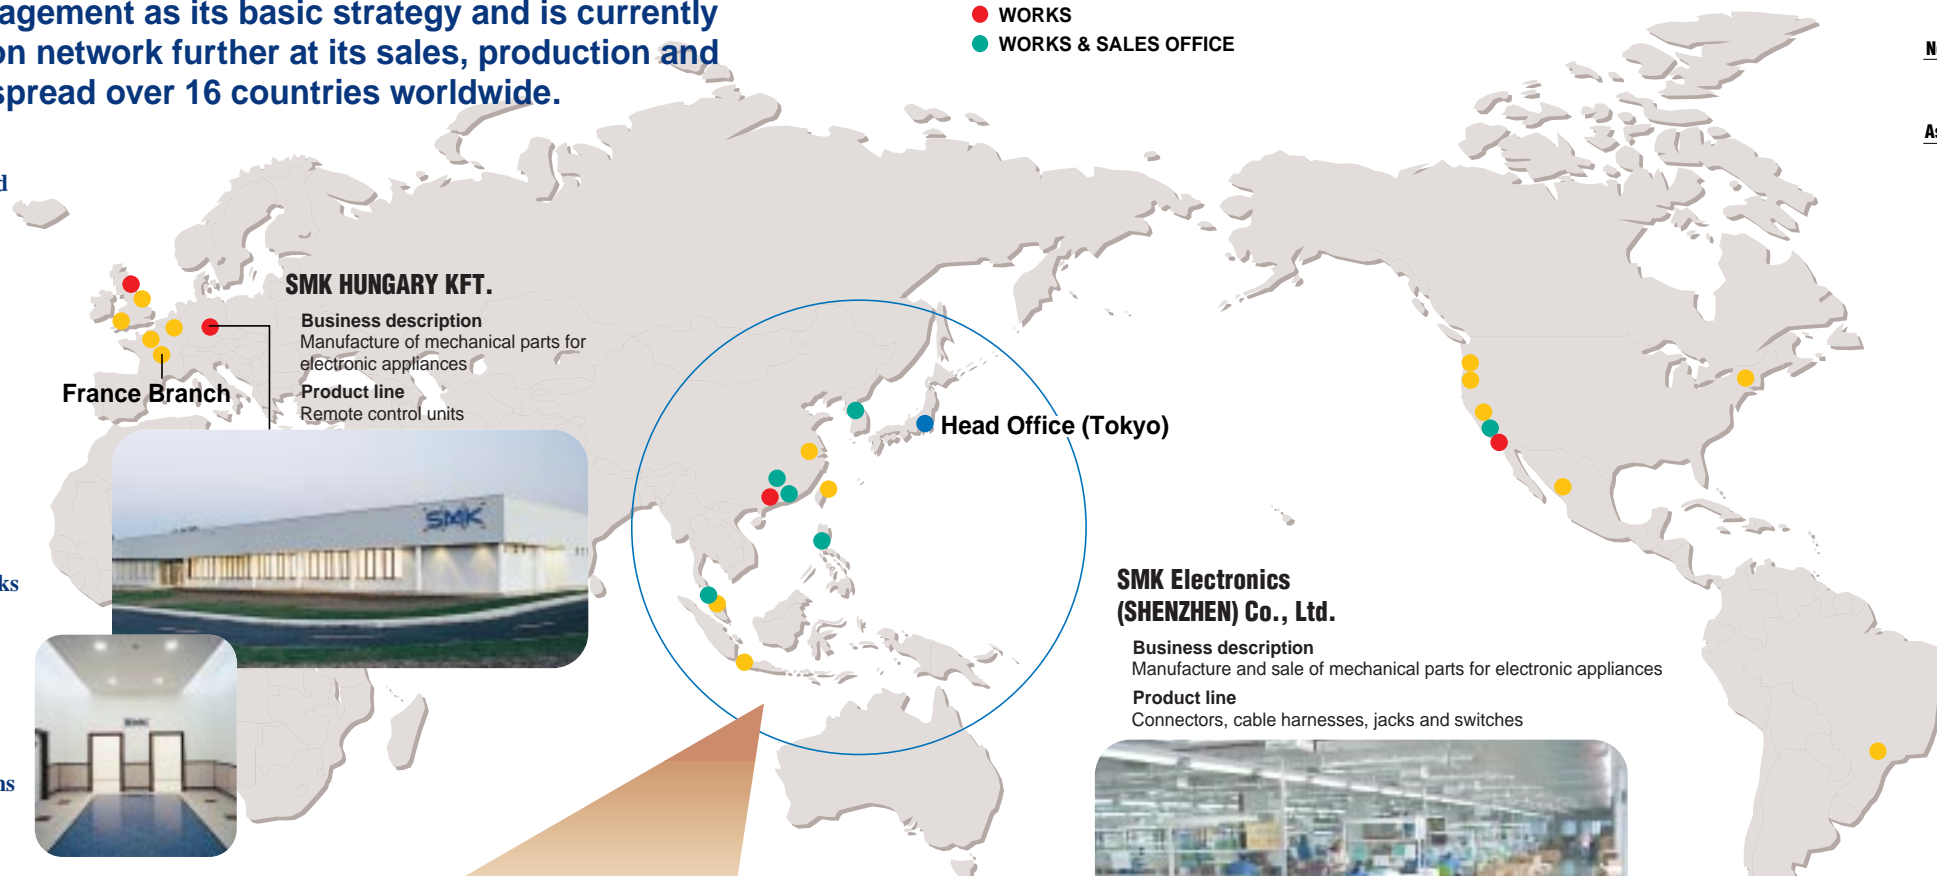 agement as its basic strategy and is currently
on network further at its sales, production and
spread over 16 countries worldwide.
WORKS
WORKS & SALES OFFICE
SMK HUNGARY KFT.
Business description
Manufacture of mechanical parts for
electronic appliances
Product line
Remote control units
France Branch
SMK
SMK
Head Office (Tokyo)
SMK Electronics
(SHENZHEN) Co., Ltd.
Business description
Manufacture and sale of mechanical parts for electronic appliances
Product line
Connectors, cable harnesses, jacks and switches